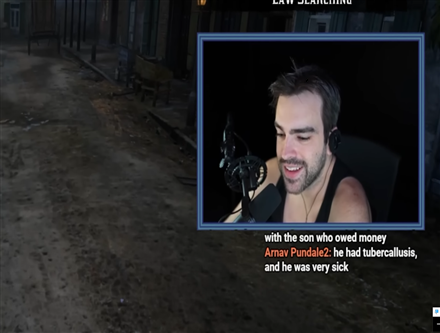 LAW SEARCHING
with the son who owed money
Arnav Pundale2: he had tubercallusis,
and he was very sick